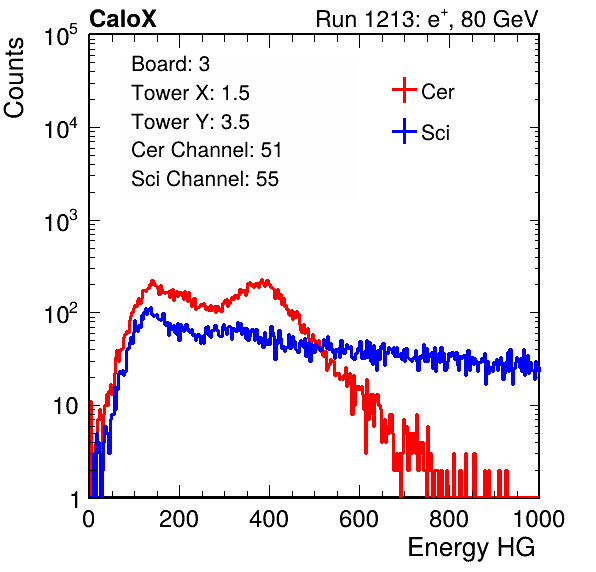 CaloX Run 1213: e⁺, 80 GeV
Counts
Board: 3
Tower X: 1.5
Tower Y: 3.5
Cer Channel: 51
Sci Channel: 55
Cer
Sci
10⁵
10⁴
10³
10²
10
1
0 200 400 600 800 1000
Energy HG